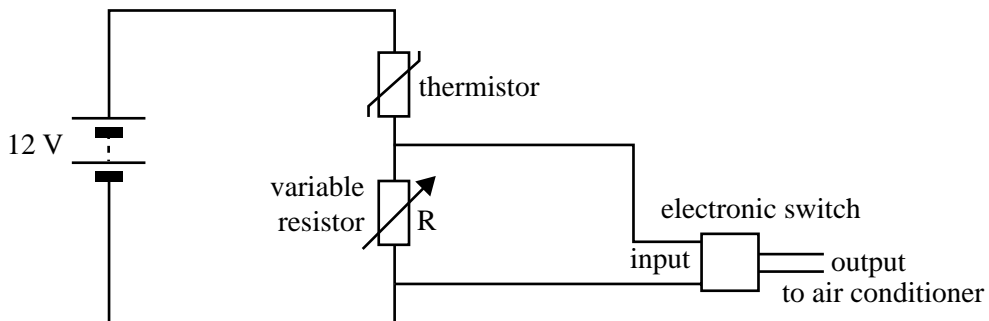 thermistor
12 V
variable
resistor
R
electronic switch
input
output
to air conditioner